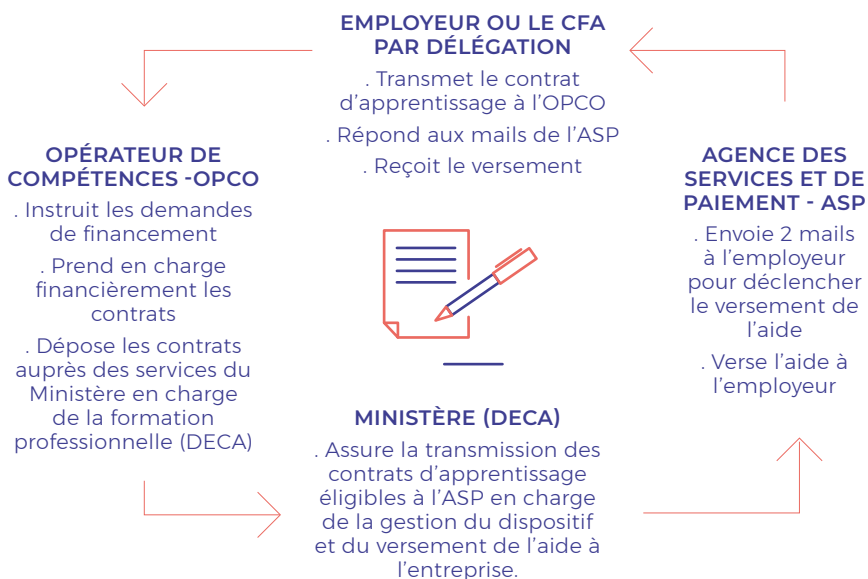 EMPLOYEUR OU LE CFA
PAR DÉLÉGATION
. Transmet le contrat
d’apprentissage à l’OPCO
. Répond aux mails de l’ASP
. Reçoit le versement
OPÉRATEUR DE
COMPÉTENCES -OPCO
. Instruit les demandes
de financement
. Prend en charge
financièrement les
contrats
. Dépose les contrats
auprès des services du
Ministère en charge
de la formation
professionnelle (DECA)
MINISTÈRE (DECA)
. Assure la transmission des
contrats d’apprentissage
éligibles à l’ASP en charge
de la gestion du dispositif
et du versement de l’aide à
l’entreprise.
AGENCE DES
SERVICES ET DE
PAIEMENT - ASP
. Envoie 2 mails
à l’employeur
pour déclencher
le versement de
l’aide
. Verse l’aide à
l’employeur